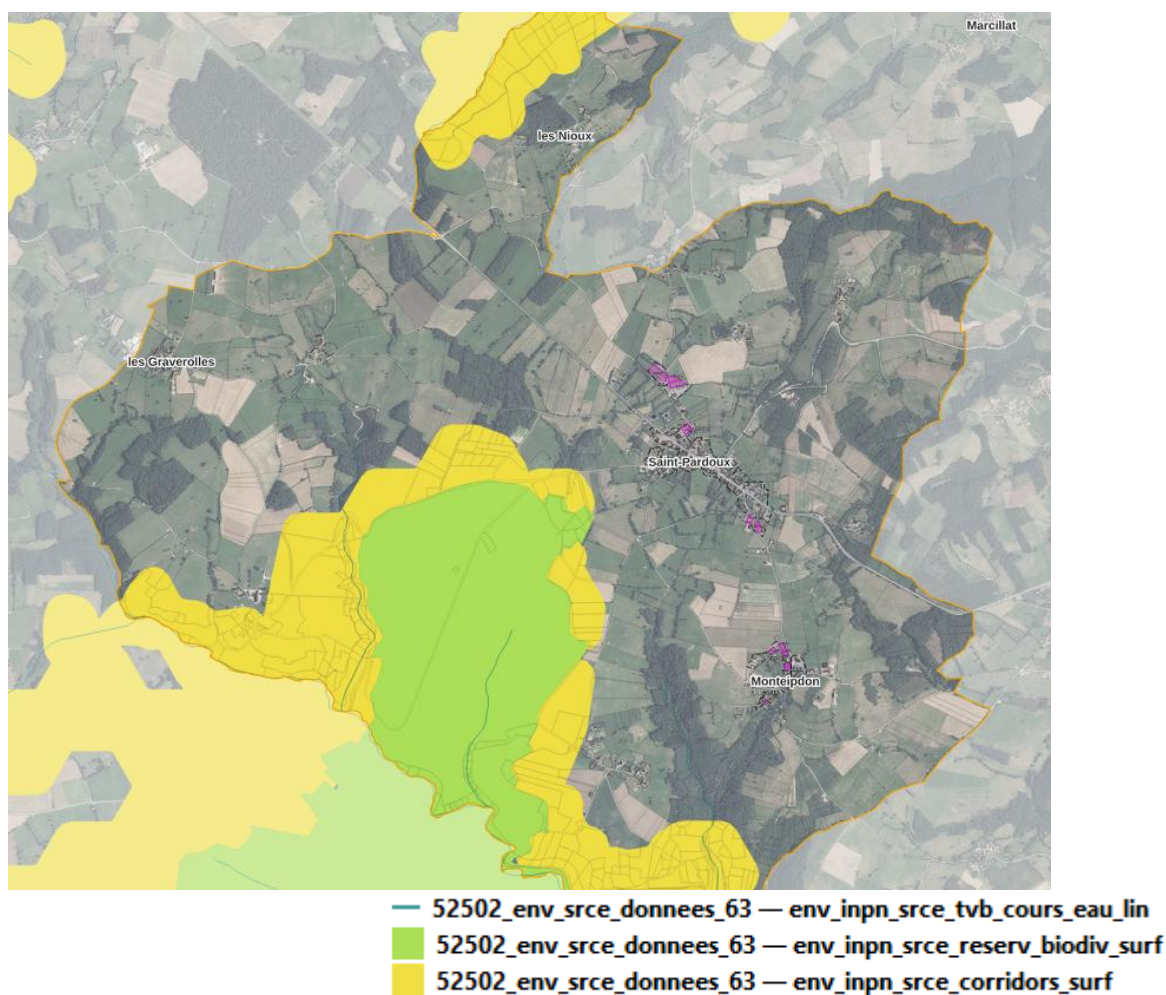 Marcillat
les Nioux
les Graverolles
Saint-Pardoux
Monteipdon
52502_env_srce_donnees_63 — env_inpn_srce_tvb_cours_eau_lin
52502_env_srce_donnees_63 — env_inpn_srce_reserv_biodiv_surf
52502_env_srce_donnees_63 — env_inpn_srce_corridors_surf